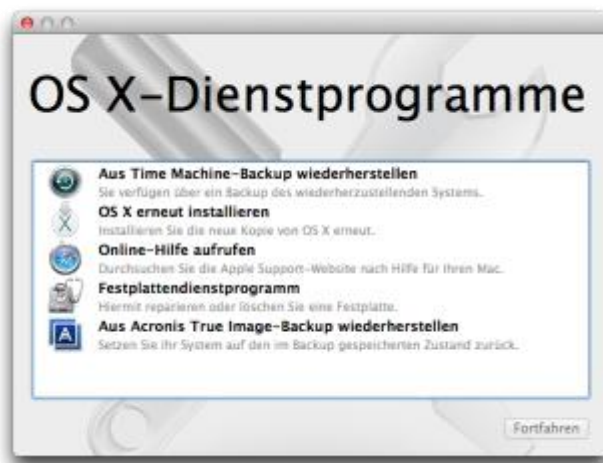 OS X-Dienstprogramme
Aus Time Machine-Backup wiederherstellen
Sie verfügen über ein Backup des wiederherzustellenden Systems.
OS X erneut installieren
Installieren Sie die neue Kopie von OS X erneut.
Online-Hilfe aufrufen
Durchsuchen Sie die Apple Support-Website nach Hilfe für Ihren Mac.
Festplattendienstprogramm
Hiermit reparieren oder löschen Sie eine Festplatte.
Aus Acronis True Image-Backup wiederherstellen
Setzen Sie ihr System auf den im Backup gespeicherten Zustand zurück.
Fortfahren